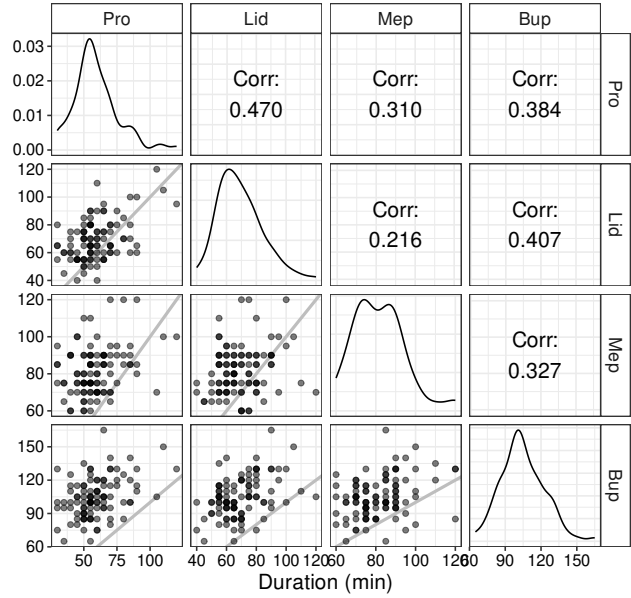 Pro Lid Mep Bup
0.03
0.02
0.01
0.00
Corr:
0.470
Corr:
0.310
Corr:
0.384
Pro
120
100
80
60
40
Corr:
0.216
Corr:
0.407
Lid
120
100
80
60
Corr:
0.327
Mep
150
120
90
60
Bup
50 75 100 40 60 80 100 120 60 80 100 120 60 90 120 150
Duration (min)